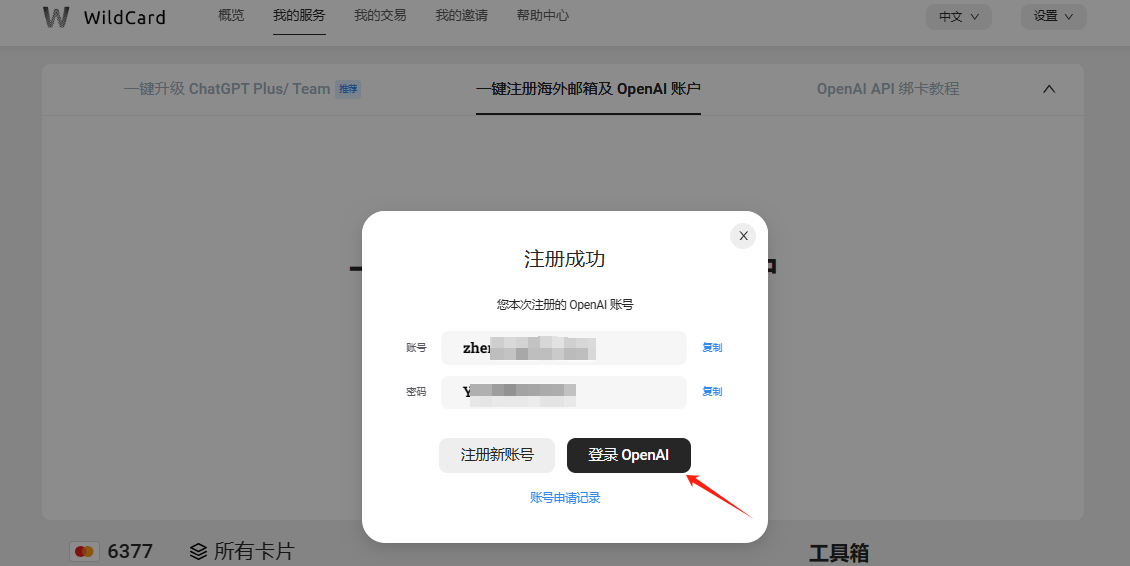 WildCard 概览 我的服务 我的交易 我的邀请 帮助中心 中文 设置
一键升级 ChatGPT Plus/ Team 推荐 一键注册海外邮箱及 OpenAI 账户 OpenAI API 绑卡教程
X
注册成功
您本次注册的 OpenAI 账号
账号 复制
密码 Y 复制
注册新账号 登录 OpenAI
账号申请记录
6377 所有卡片 工具箱